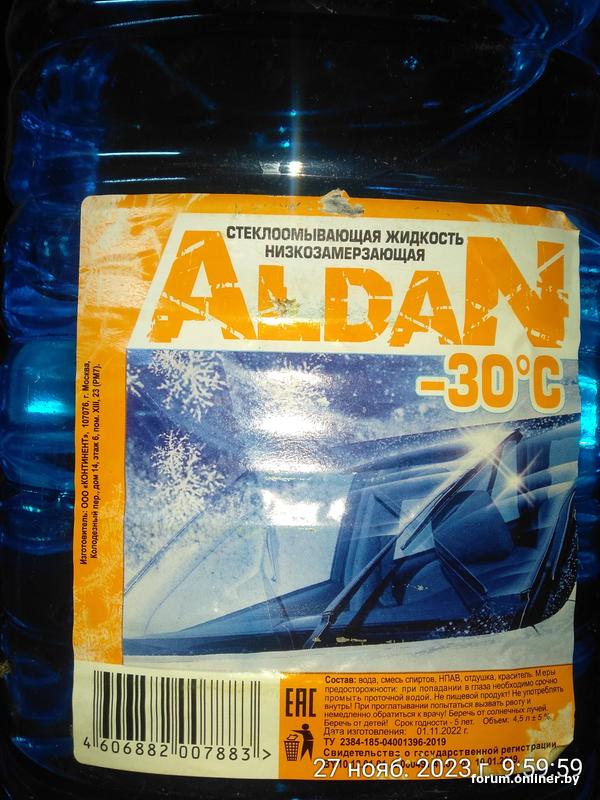 СТЕКЛООМЫВАЮЩАЯ ЖИДКОСТЬ
НИЗКОЗАМЕРЗАЮЩАЯ
ALDAN
-30°C
Изготовитель: ООО «КОНТИНЕНТ», 107076, г. Москва,
Колодезный пер., дом 14, этаж 6, пом. XIII, 23 (РМ7).
Состав: вода, смесь спиртов, НПАВ, отдушка, краситель. Меры
предосторожности: при попадании в глаза необходимо срочно
промыть проточной водой. Не пищевой продукт! Не употреблять
внутрь! При проглатывании попытаться вызвать рвоту и
немедленно обратиться к врачу! Беречь от солнечных лучей.
Беречь от детей! Срок годности - 5 лет. Объем: 4,5 л ± 5%.
Дата изготовления: 01.11.2022 г.
ТУ 2384-185-04001396-2019
Свидетельство о государственной регистрации
EAC
4 606882 007883 >
27 нояб. 2023 г. 9:59:59
forum.onliner.by